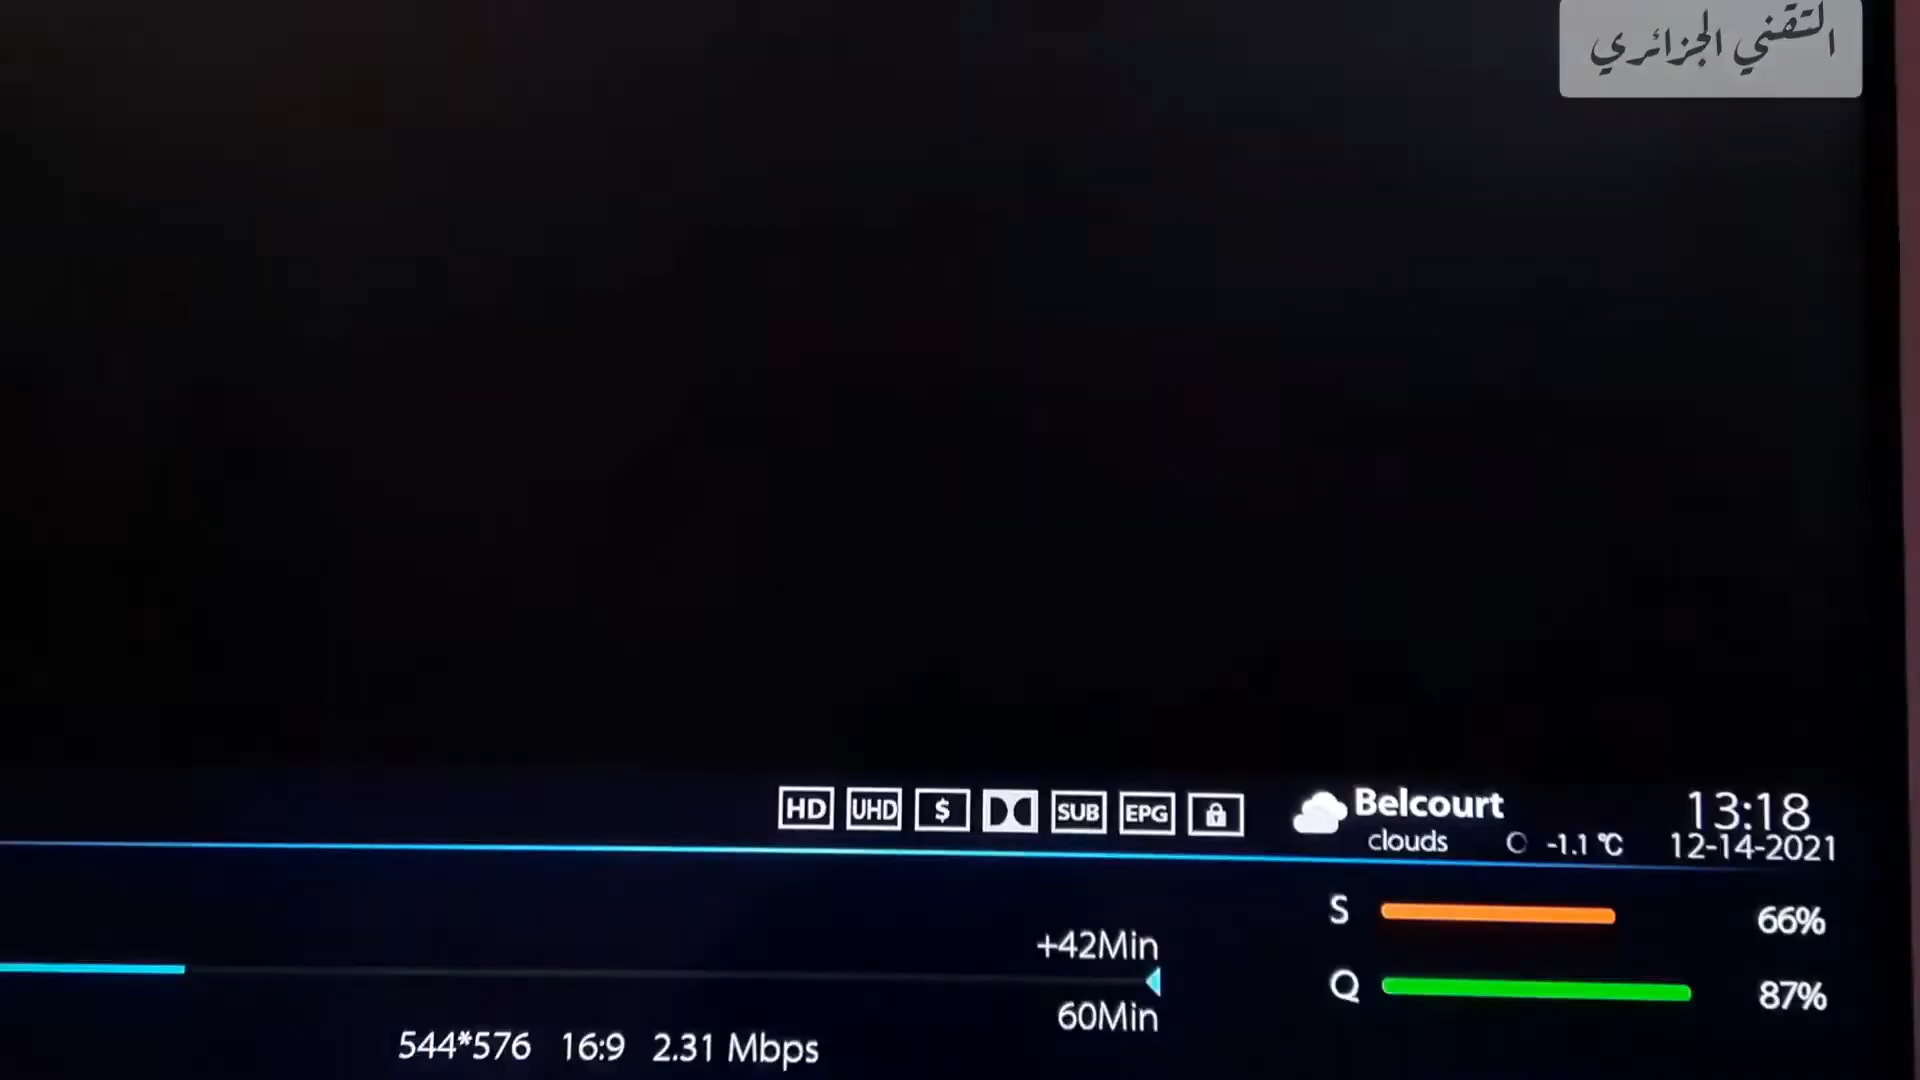 التقني الجزائري
HD UHD $ SUB EPG
Belcourt
clouds -1.1 °C
13:18
12-14-2021
S 66%
+42Min
Q 87%
60Min
544*576 16:9 2.31 Mbps